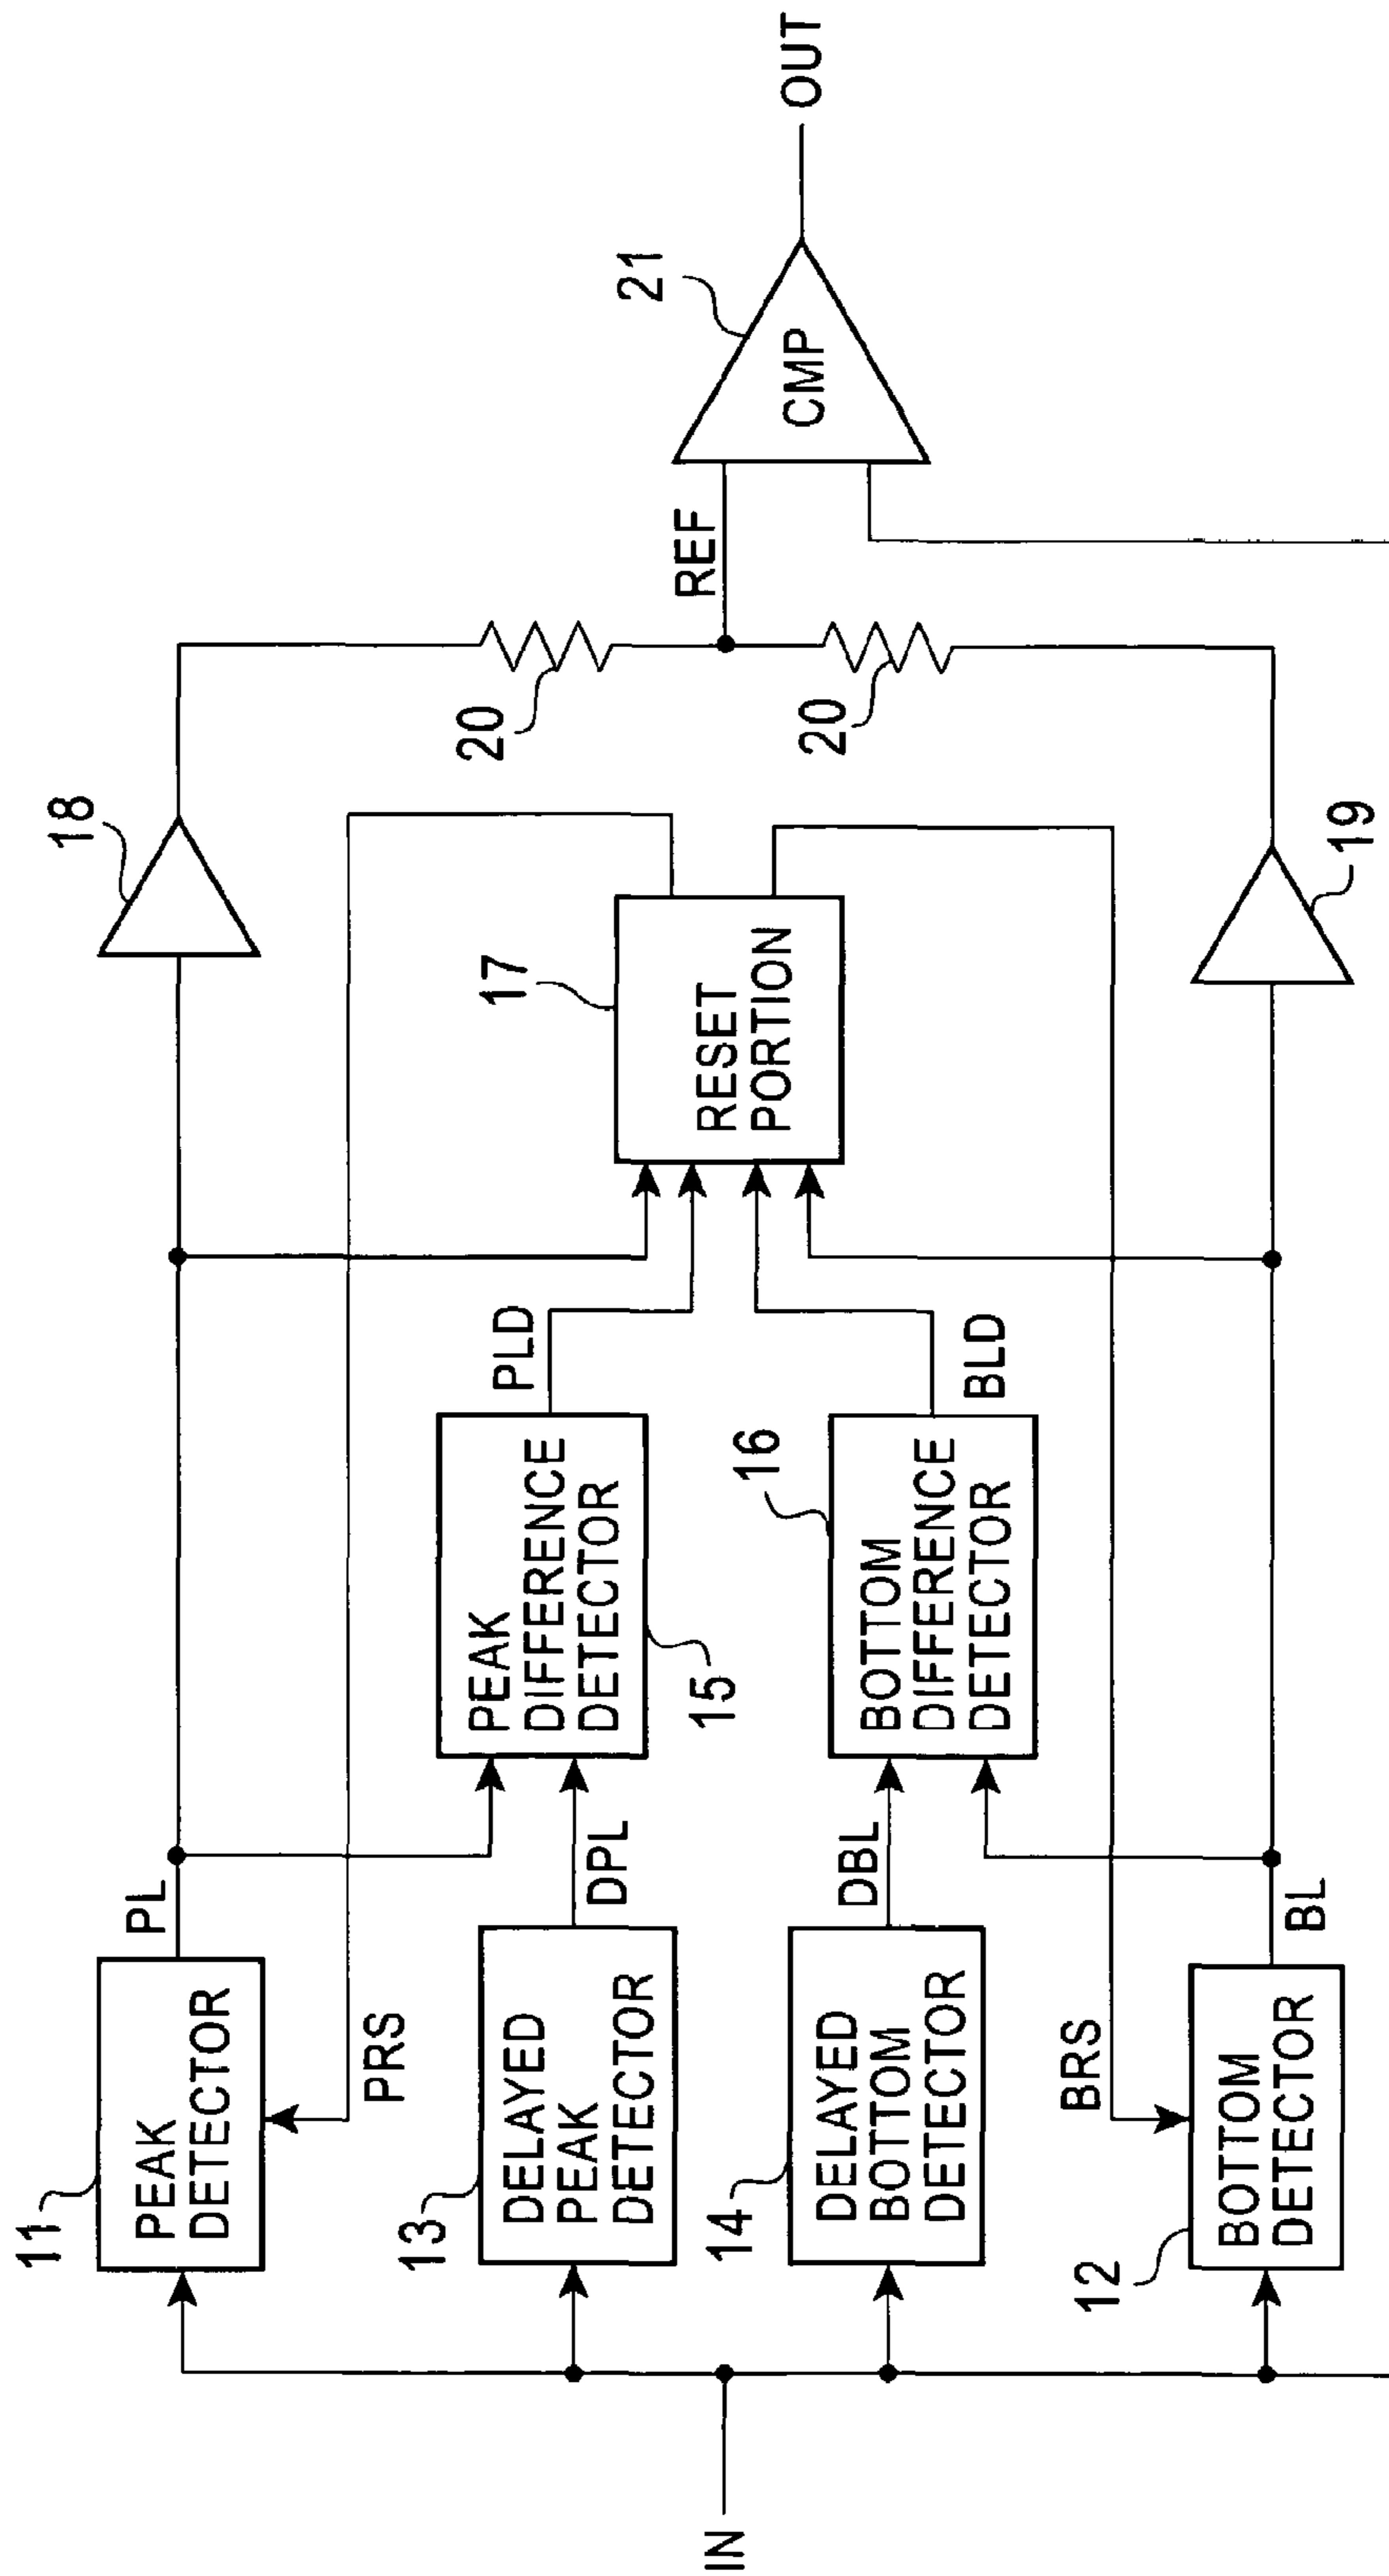 IN
11
PEAK
DETECTOR
PL
PRS
13
DELAYED
PEAK
DETECTOR
DPL
14
DELAYED
BOTTOM
DETECTOR
DBL
12
BOTTOM
DETECTOR
BL
BRS
PEAK
DIFFERENCE
DETECTOR
15
PLD
16
BOTTOM
DIFFERENCE
DETECTOR
BLD
17
RESET
PORTION
18
19
20
20
REF
21
CMP
OUT